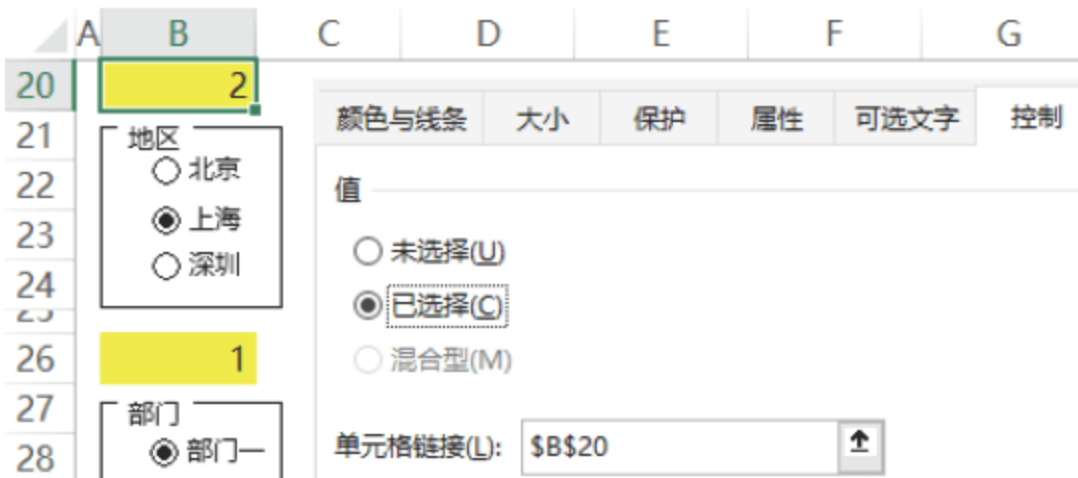 A B C D E F G
20 2
颜色与线条 大小 保护 属性 可选文字 控制
21 地区
北京
22 值
23 上海
未选择(U)
24 深圳
已选择(C)
25
26 1
混合型(M)
27 部门
28 部门一
单元格链接(L): $B$20